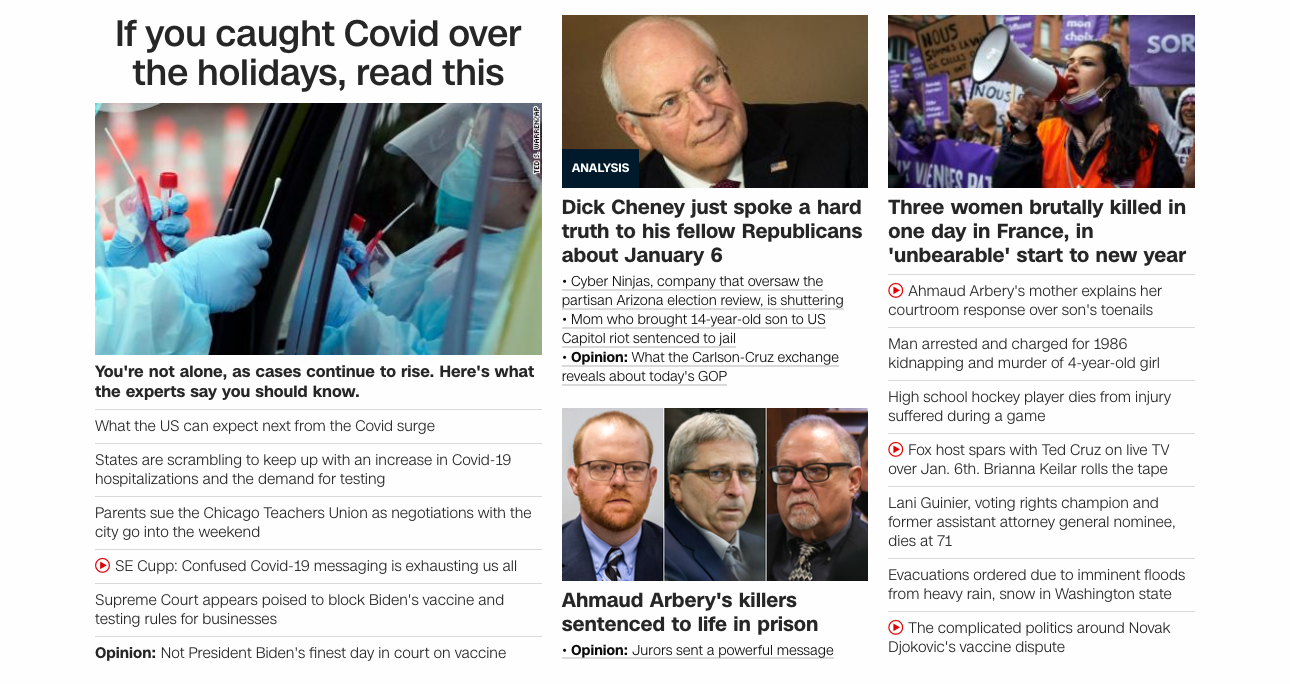 If you caught Covid over
the holidays, read this
TED S. WARREN/AP
You're not alone, as cases continue to rise. Here's what
the experts say you should know.
What the US can expect next from the Covid surge
States are scrambling to keep up with an increase in Covid-19
hospitalizations and the demand for testing
Parents sue the Chicago Teachers Union as negotiations with the
city go into the weekend
SE Cupp: Confused Covid-19 messaging is exhausting us all
Supreme Court appears poised to block Biden's vaccine and
testing rules for businesses
Opinion: Not President Biden's finest day in court on vaccine
ANALYSIS
Dick Cheney just spoke a hard
truth to his fellow Republicans
about January 6
• Cyber Ninjas, company that oversaw the
partisan Arizona election review, is shuttering
• Mom who brought 14-year-old son to US
Capitol riot sentenced to jail
• Opinion: What the Carlson-Cruz exchange
reveals about today's GOP
Ahmaud Arbery's killers
sentenced to life in prison
• Opinion: Jurors sent a powerful message
NOUS
mon
choix
SOR
NOUS
Three women brutally killed in
one day in France, in
'unbearable' start to new year
Ahmaud Arbery's mother explains her
courtroom response over son's toenails
Man arrested and charged for 1986
kidnapping and murder of 4-year-old girl
High school hockey player dies from injury
suffered during a game
Fox host spars with Ted Cruz on live TV
over Jan. 6th. Brianna Keilar rolls the tape
Lani Guinier, voting rights champion and
former assistant attorney general nominee,
dies at 71
Evacuations ordered due to imminent floods
from heavy rain, snow in Washington state
The complicated politics around Novak
Djokovic's vaccine dispute